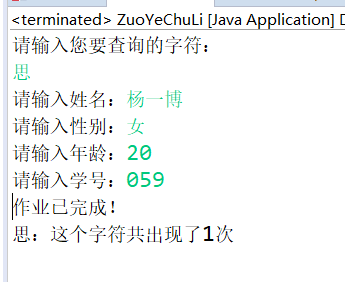 <terminated> ZuoYeChuLi [Java Application] D
请输入您要查询的字符：
思
请输入姓名：杨一博
请输入性别：女
请输入年龄：20
请输入学号：059
作业已完成！
思：这个字符共出现了1次